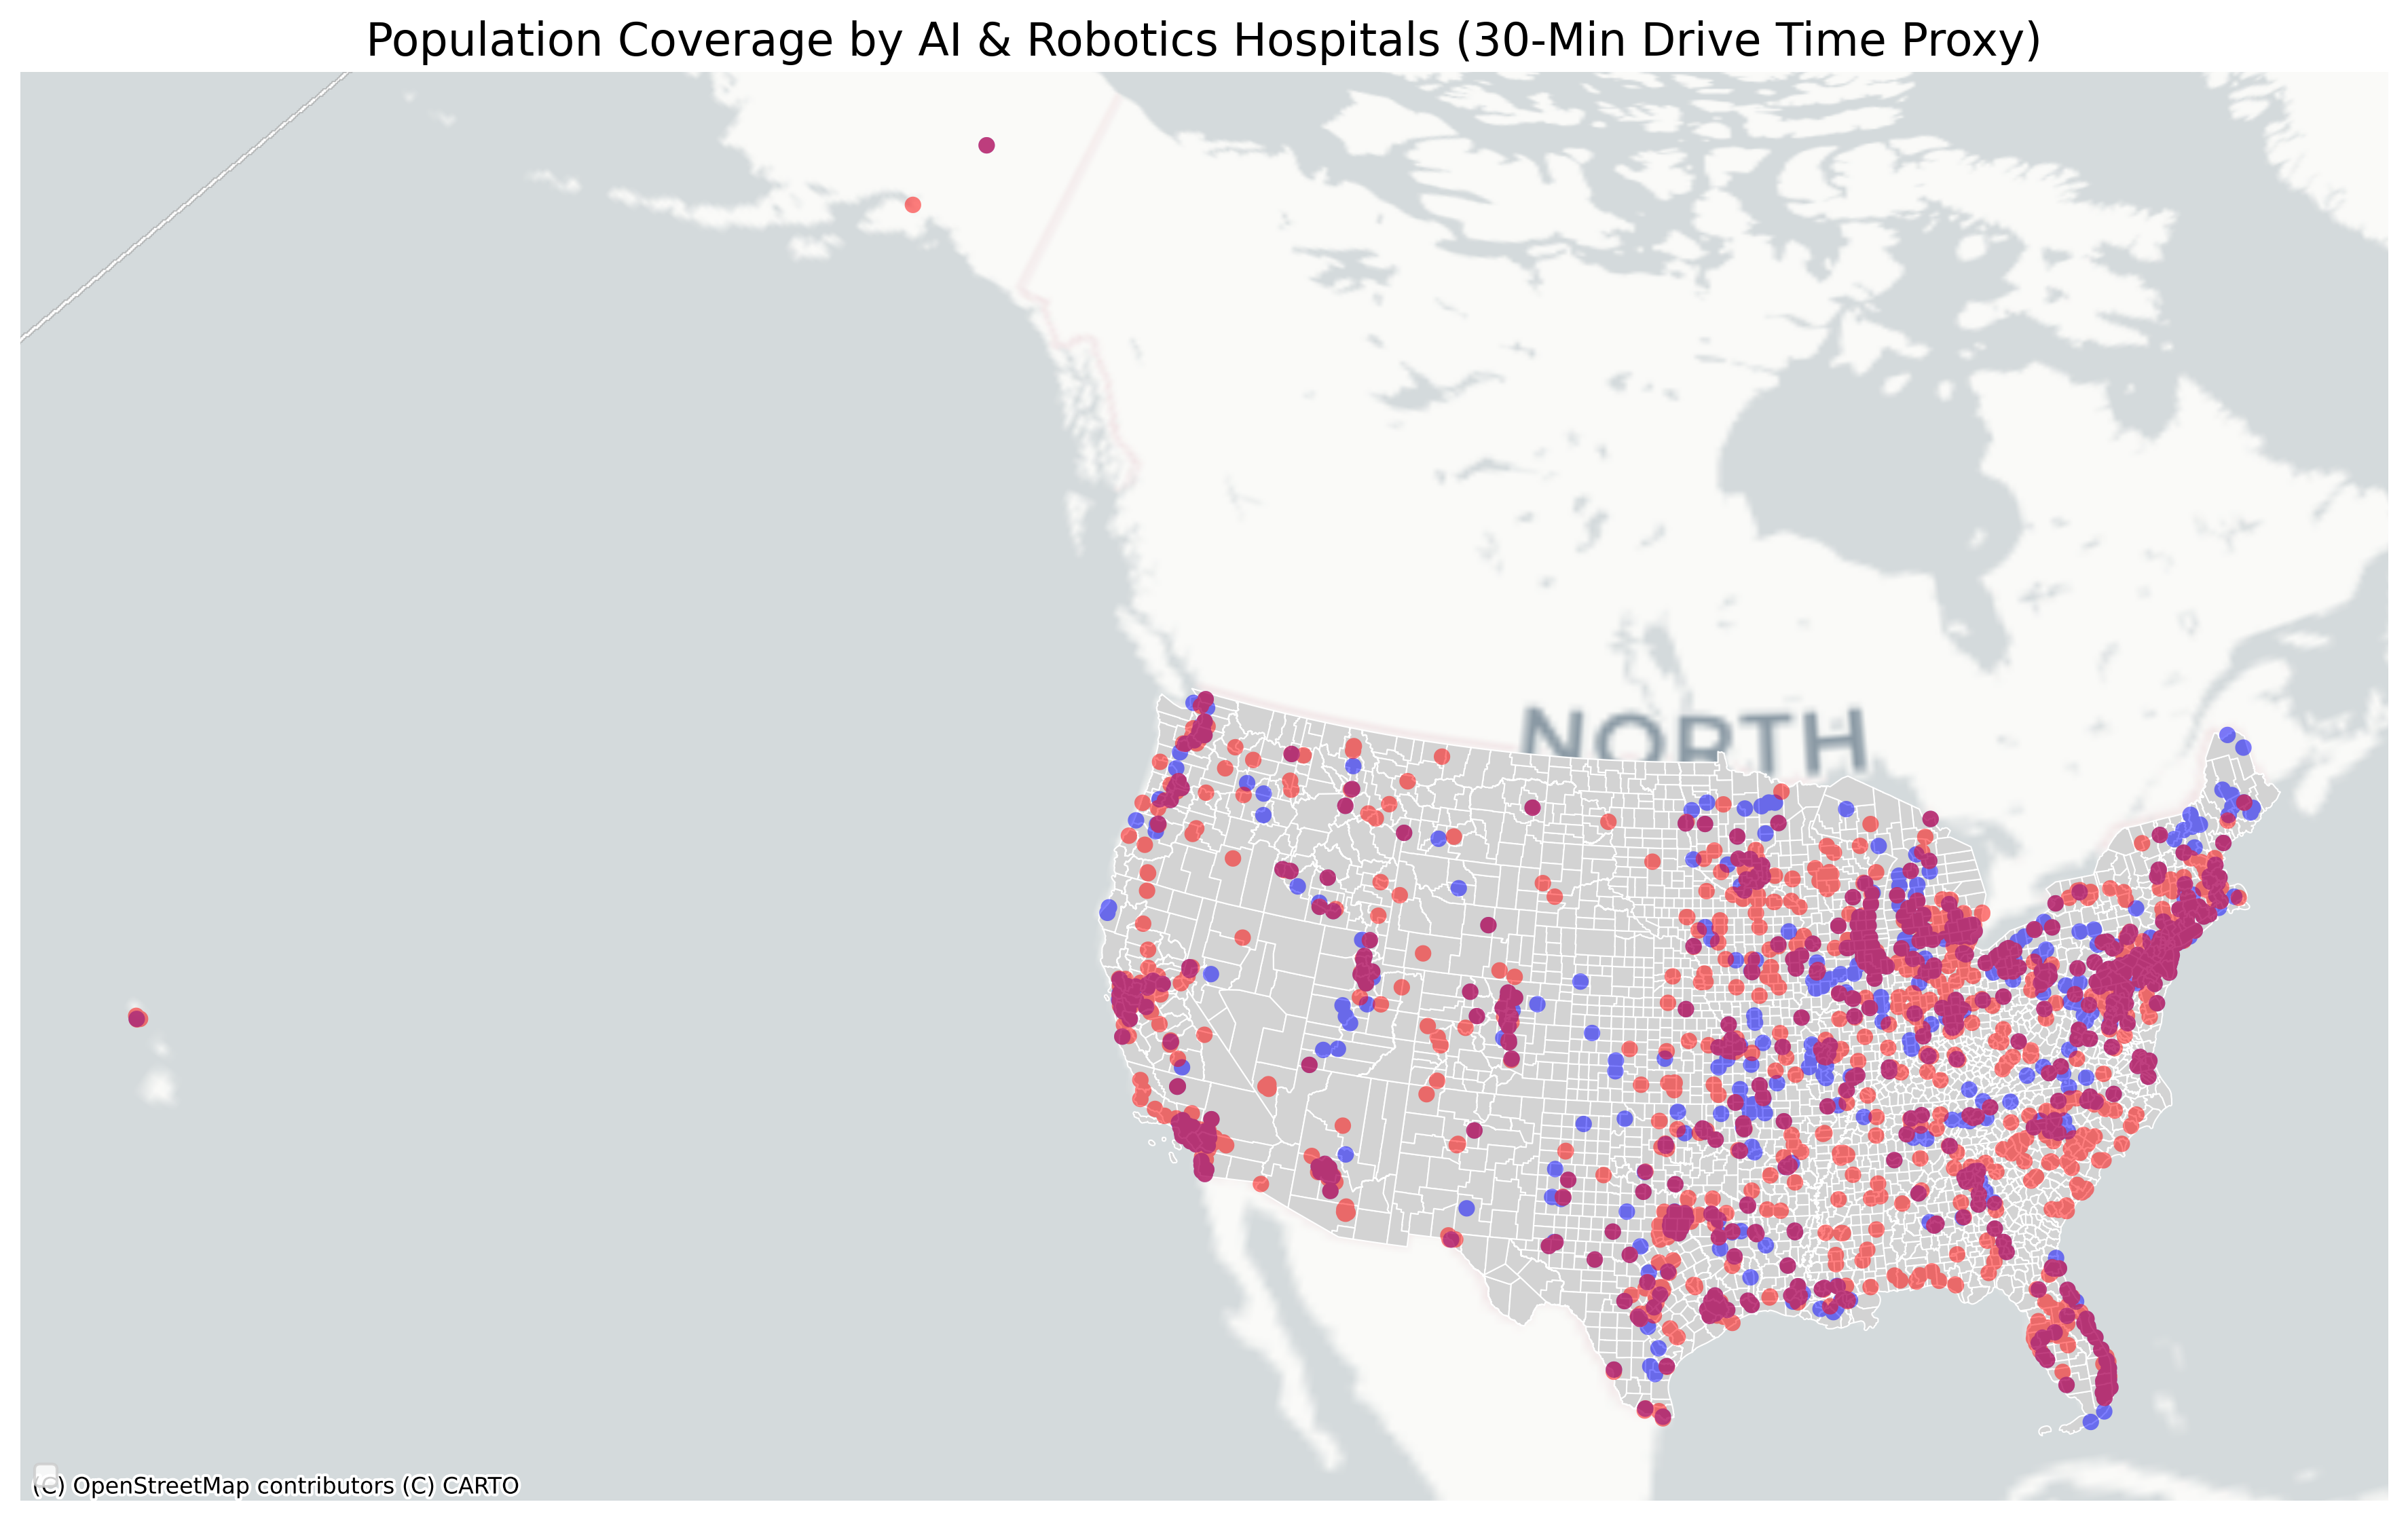 Population Coverage by AI & Robotics Hospitals (30-Min Drive Time Proxy)
NORTH
(C) OpenStreetMap contributors (C) CARTO